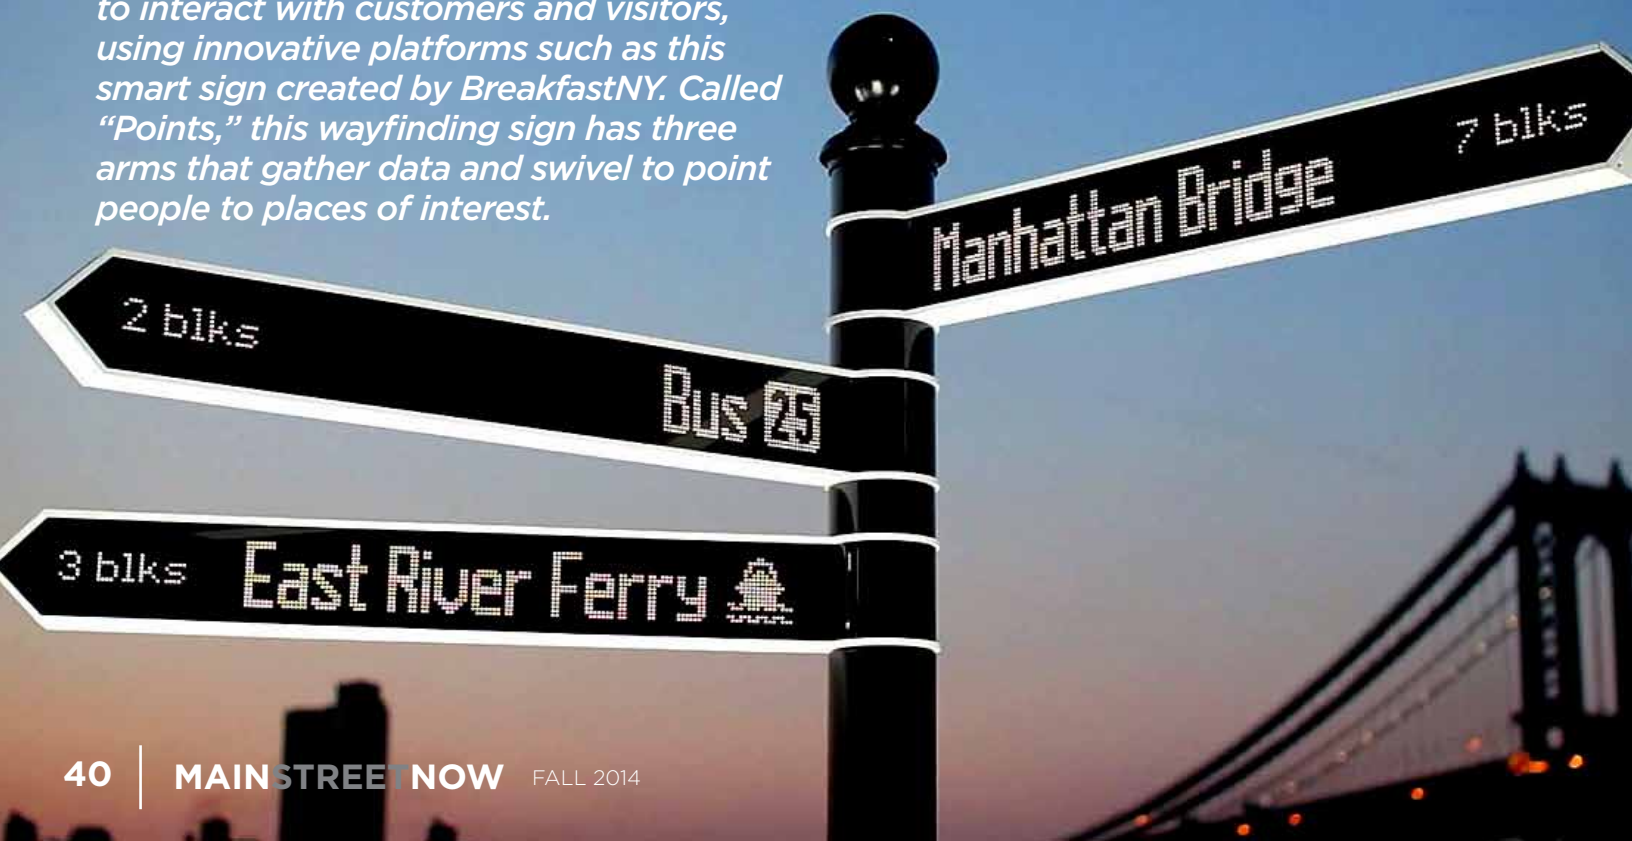 to interact with customers and visitors,
using innovative platforms such as this
smart sign created by BreakfastNY. Called
“Points,” this wayfinding sign has three
arms that gather data and swivel to point
people to places of interest.
7 blks
Manhattan Bridge
2 blks
Bus 25
3 blks East River Ferry
40 MAINSTREETNOW FALL 2014